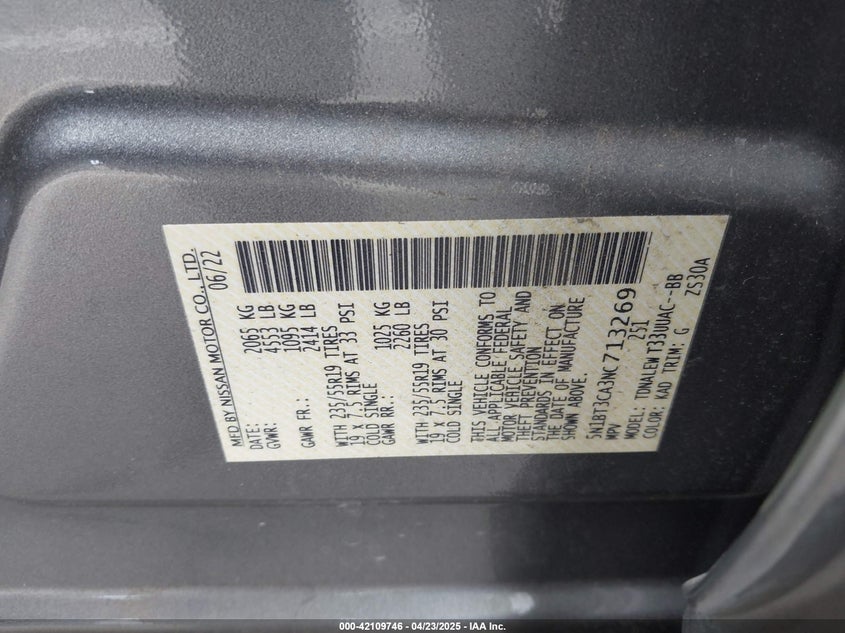 MFD BY NISSAN MOTOR CO., LTD.
DATE: 06/22
GVWR: 2065 KG
4553 LB
GAWR FR.: 1095 KG
2414 LB
WITH 235/55R19 TIRES
19 x 7.5 RIMS AT 33 PSI
COLD SINGLE
GAWR RR.: 1025 KG
2260 LB
WITH 235/55R19 TIRES
19 x 7.5 RIMS AT 30 PSI
COLD SINGLE
THIS VEHICLE CONFORMS TO
ALL APPLICABLE FEDERAL
MOTOR VEHICLE SAFETY AND
THEFT PREVENTION
STANDARDS IN EFFECT ON
THE DATE OF MANUFACTURE
SHOWN ABOVE.
5N1BT3CA3NC713269
MPV 251
MODEL: TDNALEW T33UUAC--BB
COLOR: KAD TRIM: G ZS30A
000-42109746 - 04/23/2025 - IAA Inc.